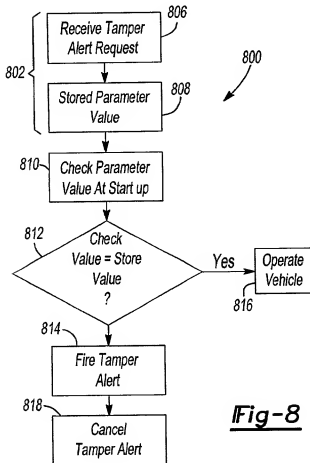 806
Receive Tamper
Alert Request
802
800
808
Stored Parameter
Value
810
Check Parameter
Value At Start up
812
Check
Value = Store
Value
?
Yes
Operate
Vehicle
816
814
Fire Tamper
Alert
818
Cancel
Tamper Alert
Fig-8